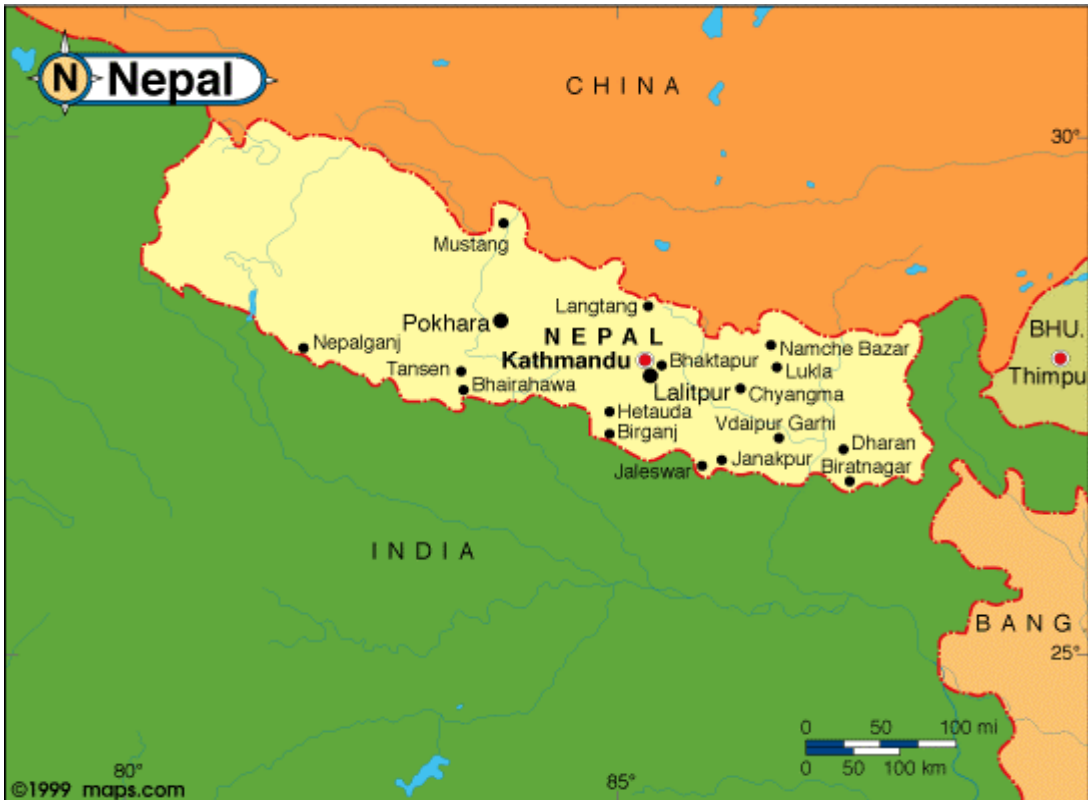 N Nepal
CHINA
30°
Mustang
Langtang
Pokhara
NEPAL
BHU.
Nepalganj
Kathmandu
Bhaktapur
Namche Bazar
Tansen
Lukla
Thimpu
Bhairahawa
Lalitpur
Chyangma
Hetauda
Vdaipur Garhi
Birganj
Dharan
Jaleswar
Janakpur
Biratnagar
INDIA
BANG.
25°
0 50 100 mi
0 50 100 km
80°
85°
©1999 maps.com